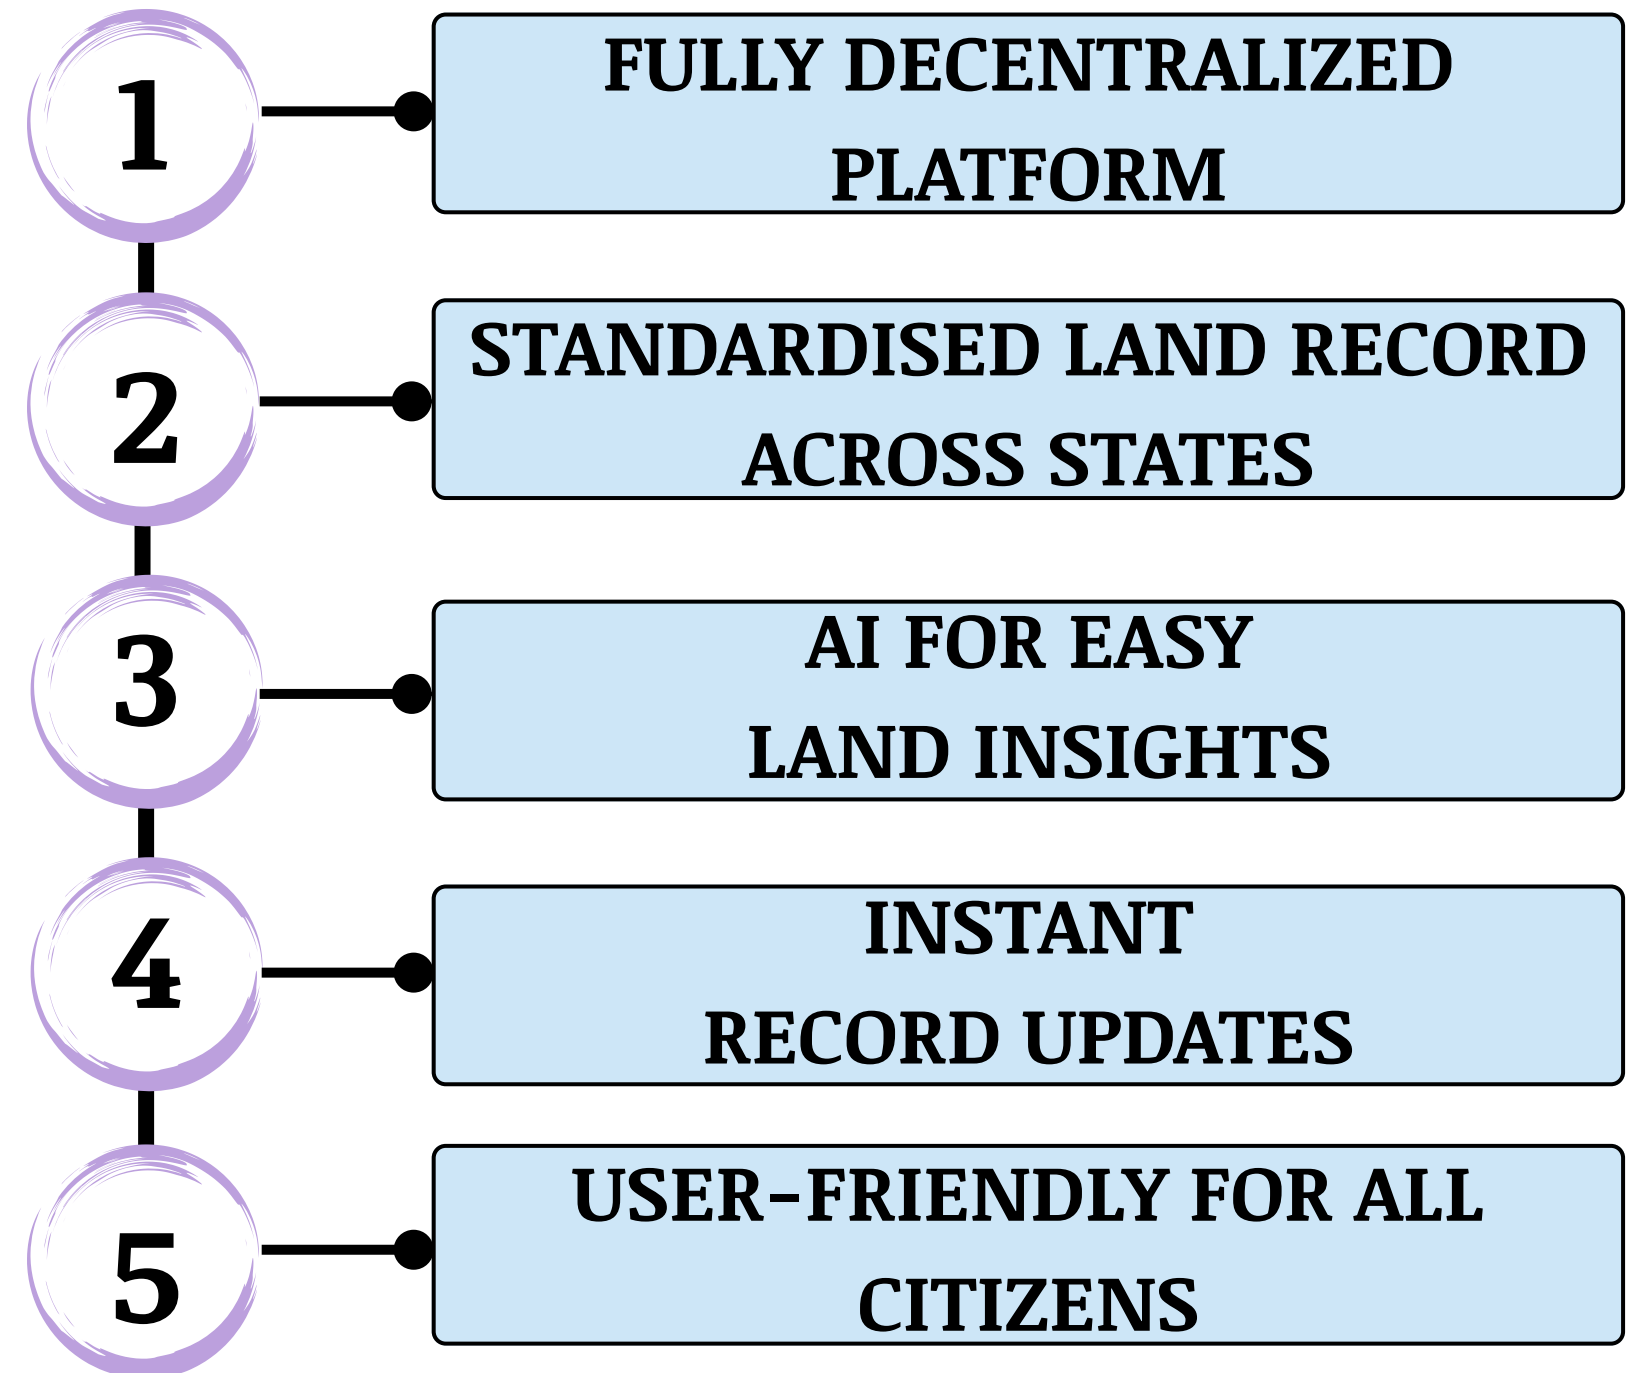 1
FULLY DECENTRALIZED
PLATFORM
2
STANDARDISED LAND RECORD
ACROSS STATES
3
AI FOR EASY
LAND INSIGHTS
4
INSTANT
RECORD UPDATES
5
USER-FRIENDLY FOR ALL
CITIZENS